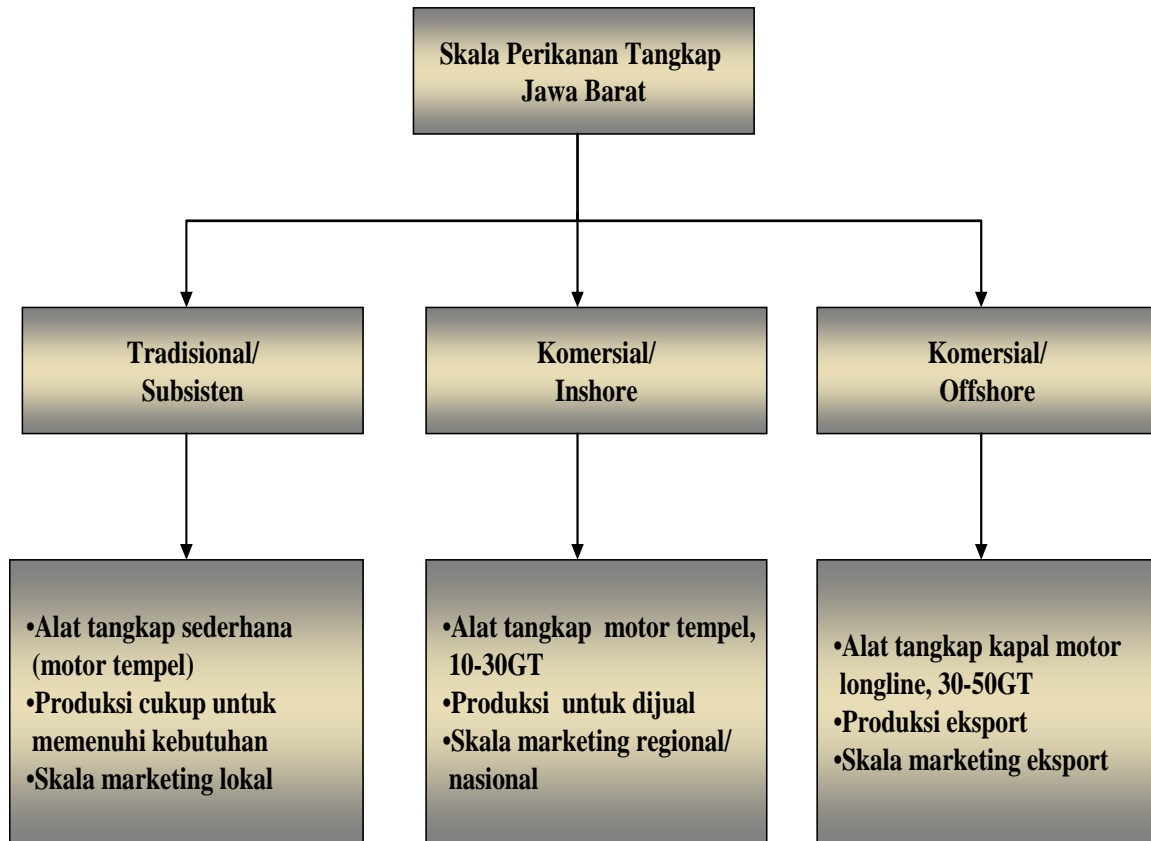 Skala Perikanan Tangkap
Jawa Barat
Tradisional/
Subsisten
Komersial/
Inshore
Komersial/
Offshore
•Alat tangkap sederhana
(motor tempel)
•Produksi cukup untuk
memenuhi kebutuhan
•Skala marketing lokal
•Alat tangkap motor tempel,
10-30GT
•Produksi untuk dijual
•Skala marketing regional/
nasional
•Alat tangkap kapal motor
longline, 30-50GT
•Produksi eksport
•Skala marketing eksport